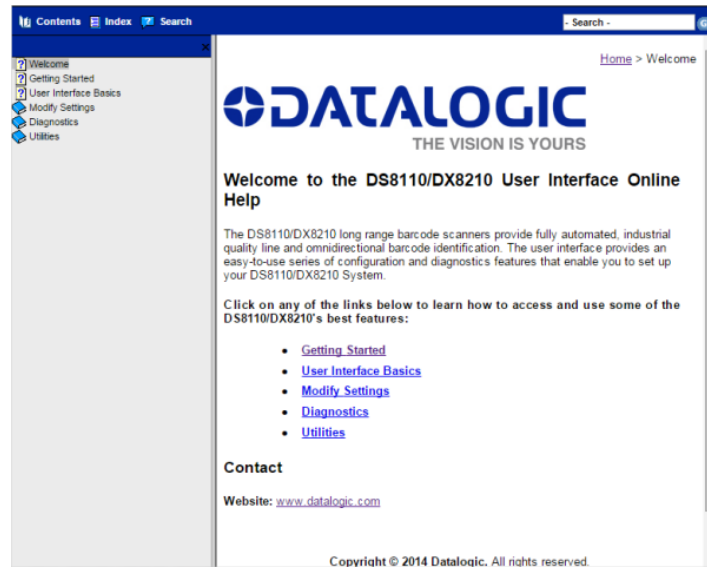 Contents Index Search
- Search -
Welcome
Getting Started
User Interface Basics
Modify Settings
Diagnostics
Utilities
Home > Welcome
DATALOGIC
THE VISION IS YOURS
Welcome to the DS8110/DX8210 User Interface Online
Help
The DS8110/DX8210 long range barcode scanners provide fully automated, industrial
quality line and omnidirectional barcode identification. The user interface provides an
easy-to-use series of configuration and diagnostics features that enable you to set up
your DS8110/DX8210 System.
Click on any of the links below to learn how to access and use some of the
DS8110/DX8210's best features:
• Getting Started
• User Interface Basics
• Modify Settings
• Diagnostics
• Utilities
Contact
Website: www.datalogic.com
Copyright © 2014 Datalogic. All rights reserved.